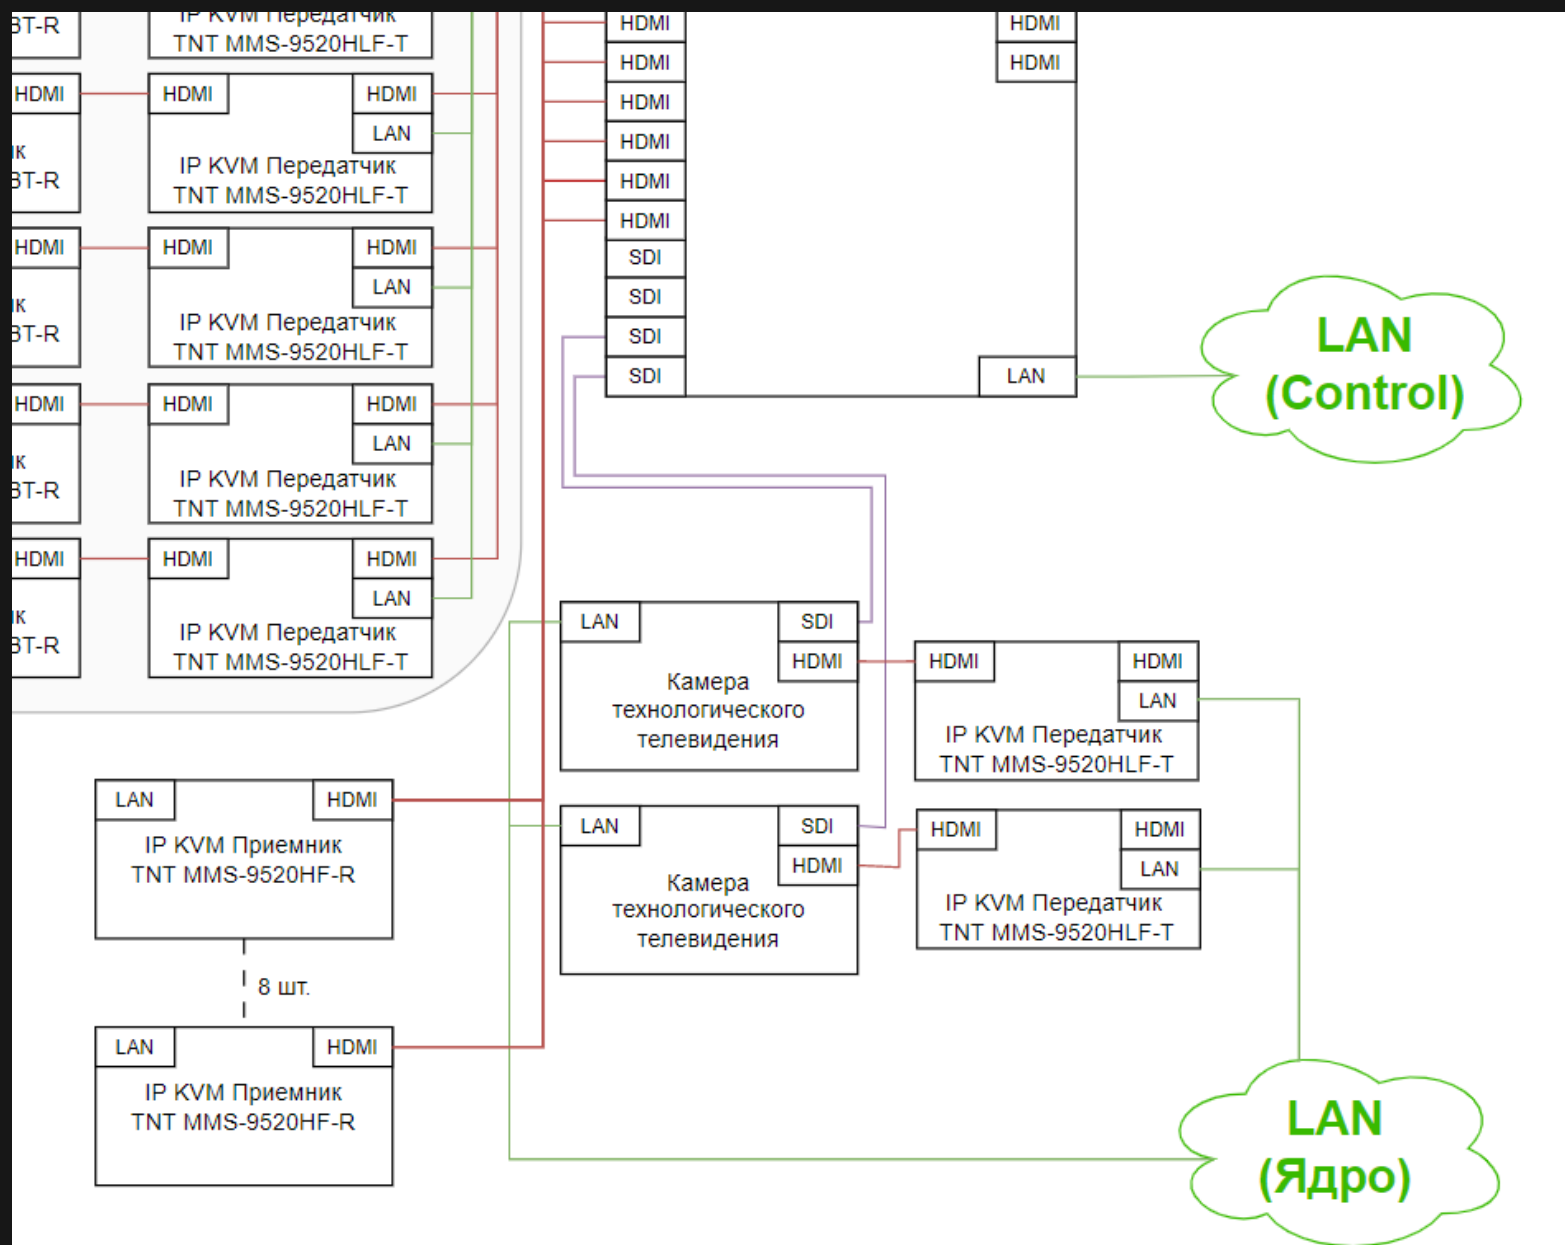 BT-R
IP KVM Передатчик
TNT MMS-9520HLF-T
HDMI
HDMI
HDMI
LAN
IP KVM Передатчик
TNT MMS-9520HLF-T
ик
BT-R
HDMI
HDMI
HDMI
LAN
IP KVM Передатчик
TNT MMS-9520HLF-T
ик
BT-R
HDMI
HDMI
HDMI
LAN
IP KVM Передатчик
TNT MMS-9520HLF-T
ик
BT-R
HDMI
HDMI
HDMI
LAN
IP KVM Передатчик
TNT MMS-9520HLF-T
ик
BT-R
HDMI
HDMI
HDMI
HDMI
HDMI
HDMI
SDI
SDI
SDI
SDI
HDMI
HDMI
LAN
LAN
(Control)
LAN
SDI
HDMI
Камера
технологического
телевидения
HDMI
HDMI
LAN
IP KVM Передатчик
TNT MMS-9520HLF-T
LAN
SDI
HDMI
Камера
технологического
телевидения
HDMI
HDMI
LAN
IP KVM Передатчик
TNT MMS-9520HLF-T
LAN
HDMI
IP KVM Приемник
TNT MMS-9520HF-R
8 шт.
LAN
HDMI
IP KVM Приемник
TNT MMS-9520HF-R
LAN
(Ядро)